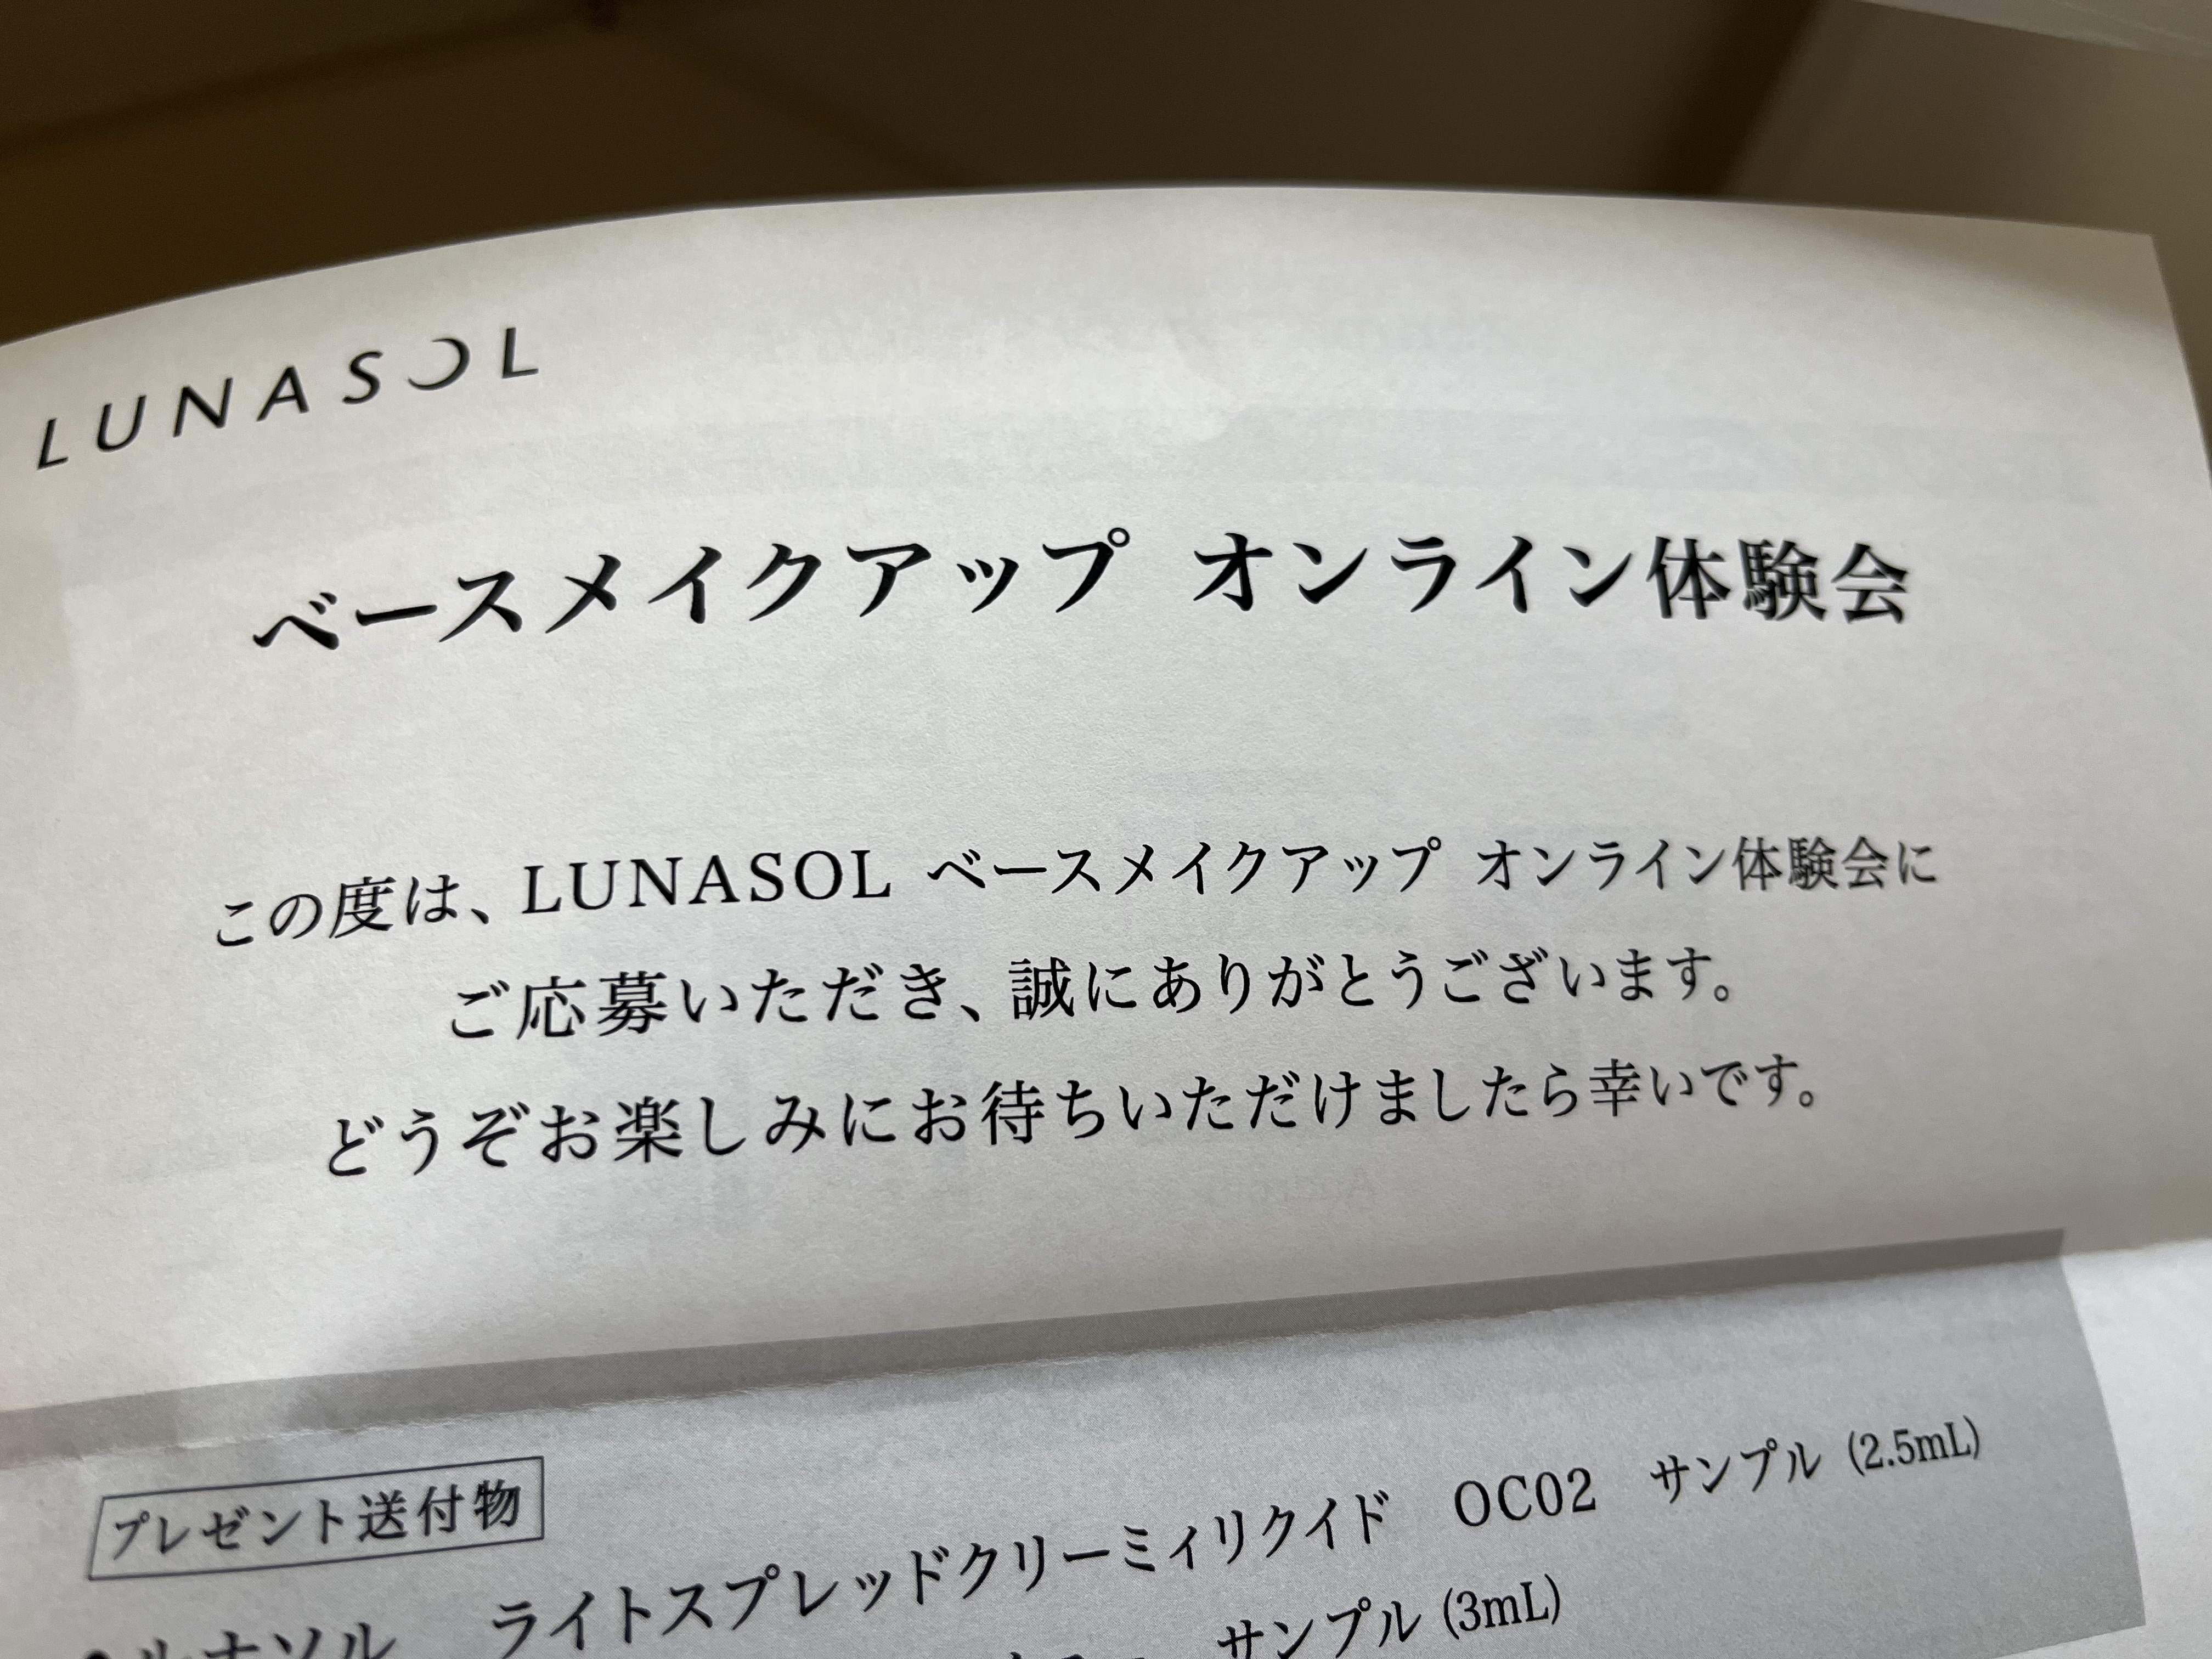 LUNASOL
ベースメイクアップ オンライン体験会
この度は、LUNASOL ベースメイクアップ オンライン体験会に
ご応募いただき、誠にありがとうございます。
どうぞお楽しみにお待ちいただけましたら幸いです。
プレゼント送付物
●ルナソル ライトスプレッドクリーミィリクイド OC02 サンプル (2.5mL)
サンプル (3mL)